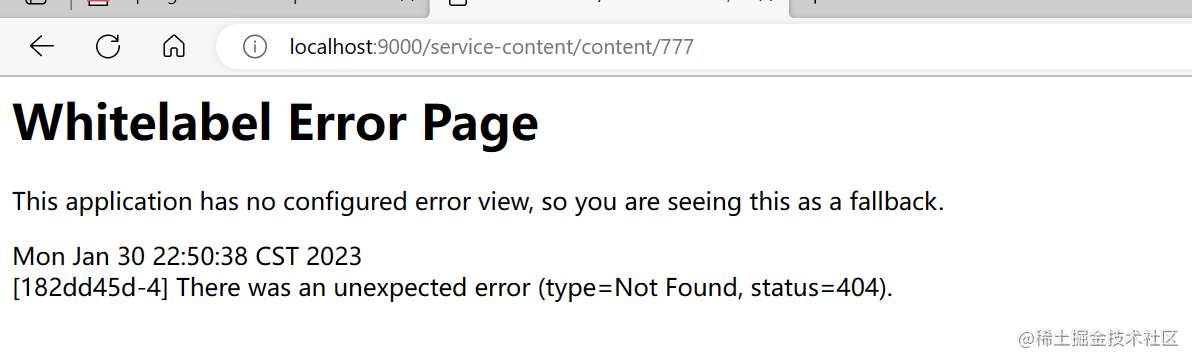 localhost:9000/service-content/content/777
Whitelabel Error Page
This application has no configured error view, so you are seeing this as a fallback.
Mon Jan 30 22:50:38 CST 2023
[182dd45d-4] There was an unexpected error (type=Not Found, status=404).
@稀土掘金技术社区